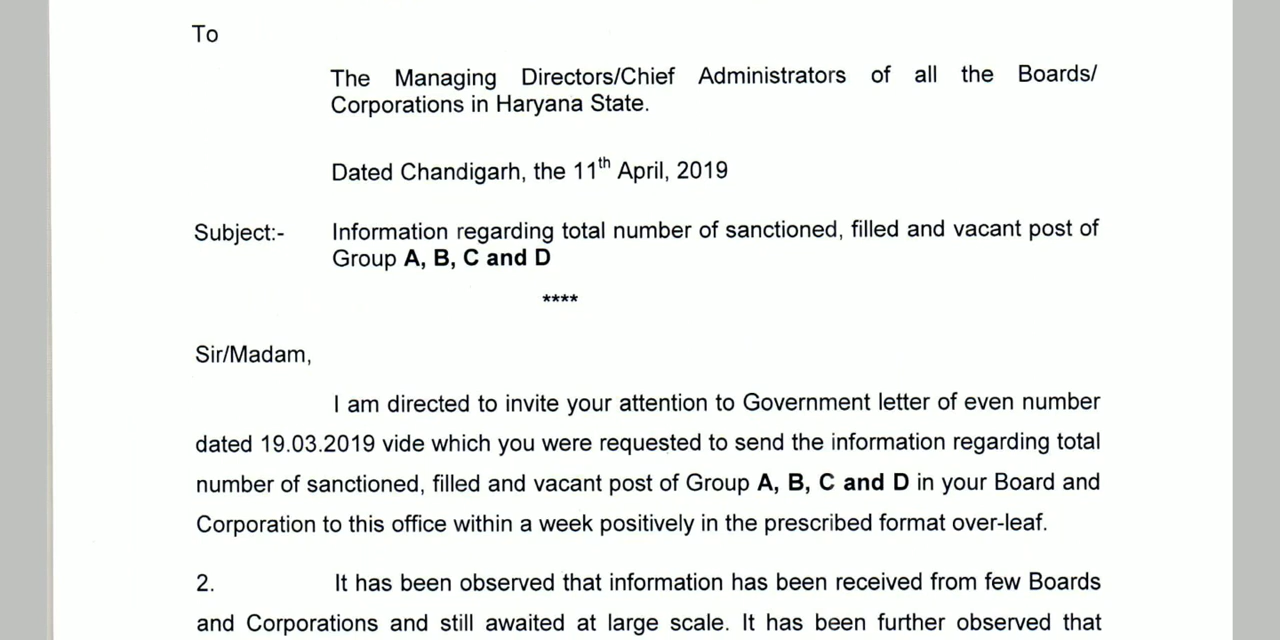 To
The Managing Directors/Chief Administrators of all the Boards/
Corporations in Haryana State.
Dated Chandigarh, the 11th April, 2019
Subject:- Information regarding total number of sanctioned, filled and vacant post of
Group A, B, C and D
****
Sir/Madam,
I am directed to invite your attention to Government letter of even number
dated 19.03.2019 vide which you were requested to send the information regarding total
number of sanctioned, filled and vacant post of Group A, B, C and D in your Board and
Corporation to this office within a week positively in the prescribed format over-leaf.
2. It has been observed that information has been received from few Boards
and Corporations and still awaited at large scale. It has been further observed that